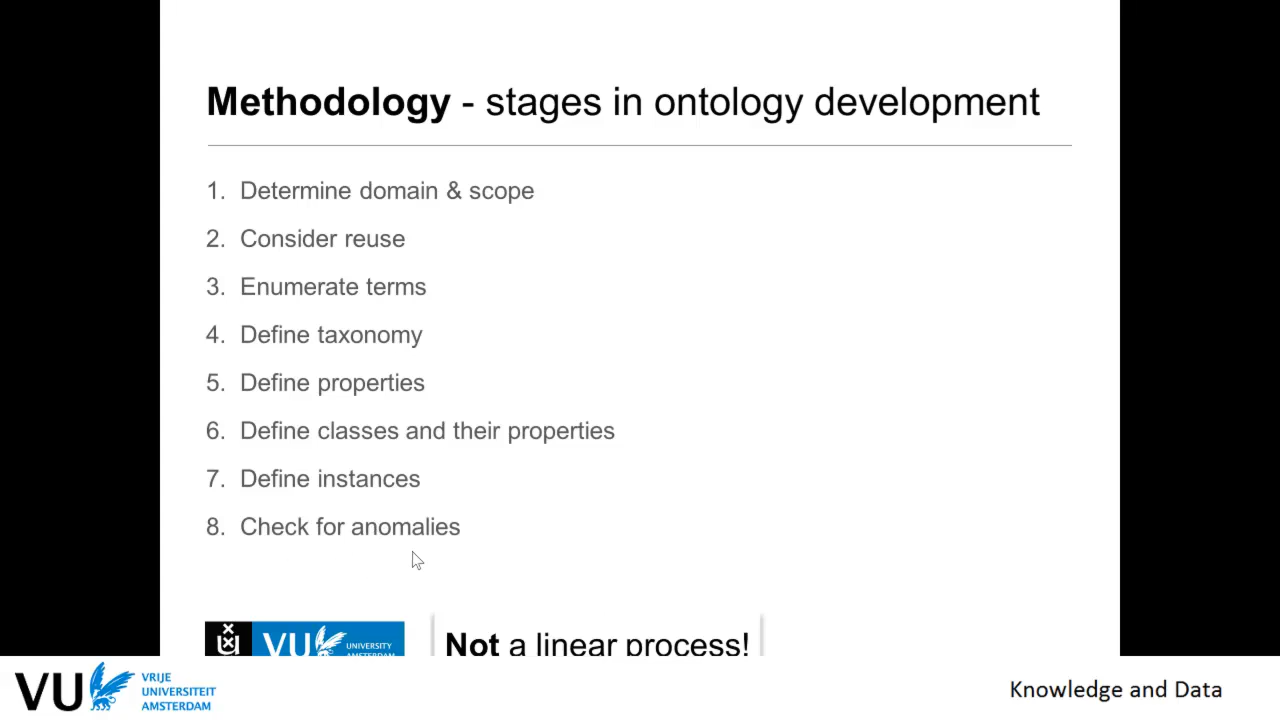 Methodology - stages in ontology development
1. Determine domain & scope
2. Consider reuse
3. Enumerate terms
4. Define taxonomy
5. Define properties
6. Define classes and their properties
7. Define instances
8. Check for anomalies
VU UNIVERSITY
AMSTERDAM
Not a linear process!
VU VRIJE
UNIVERSITEIT
AMSTERDAM
Knowledge and Data